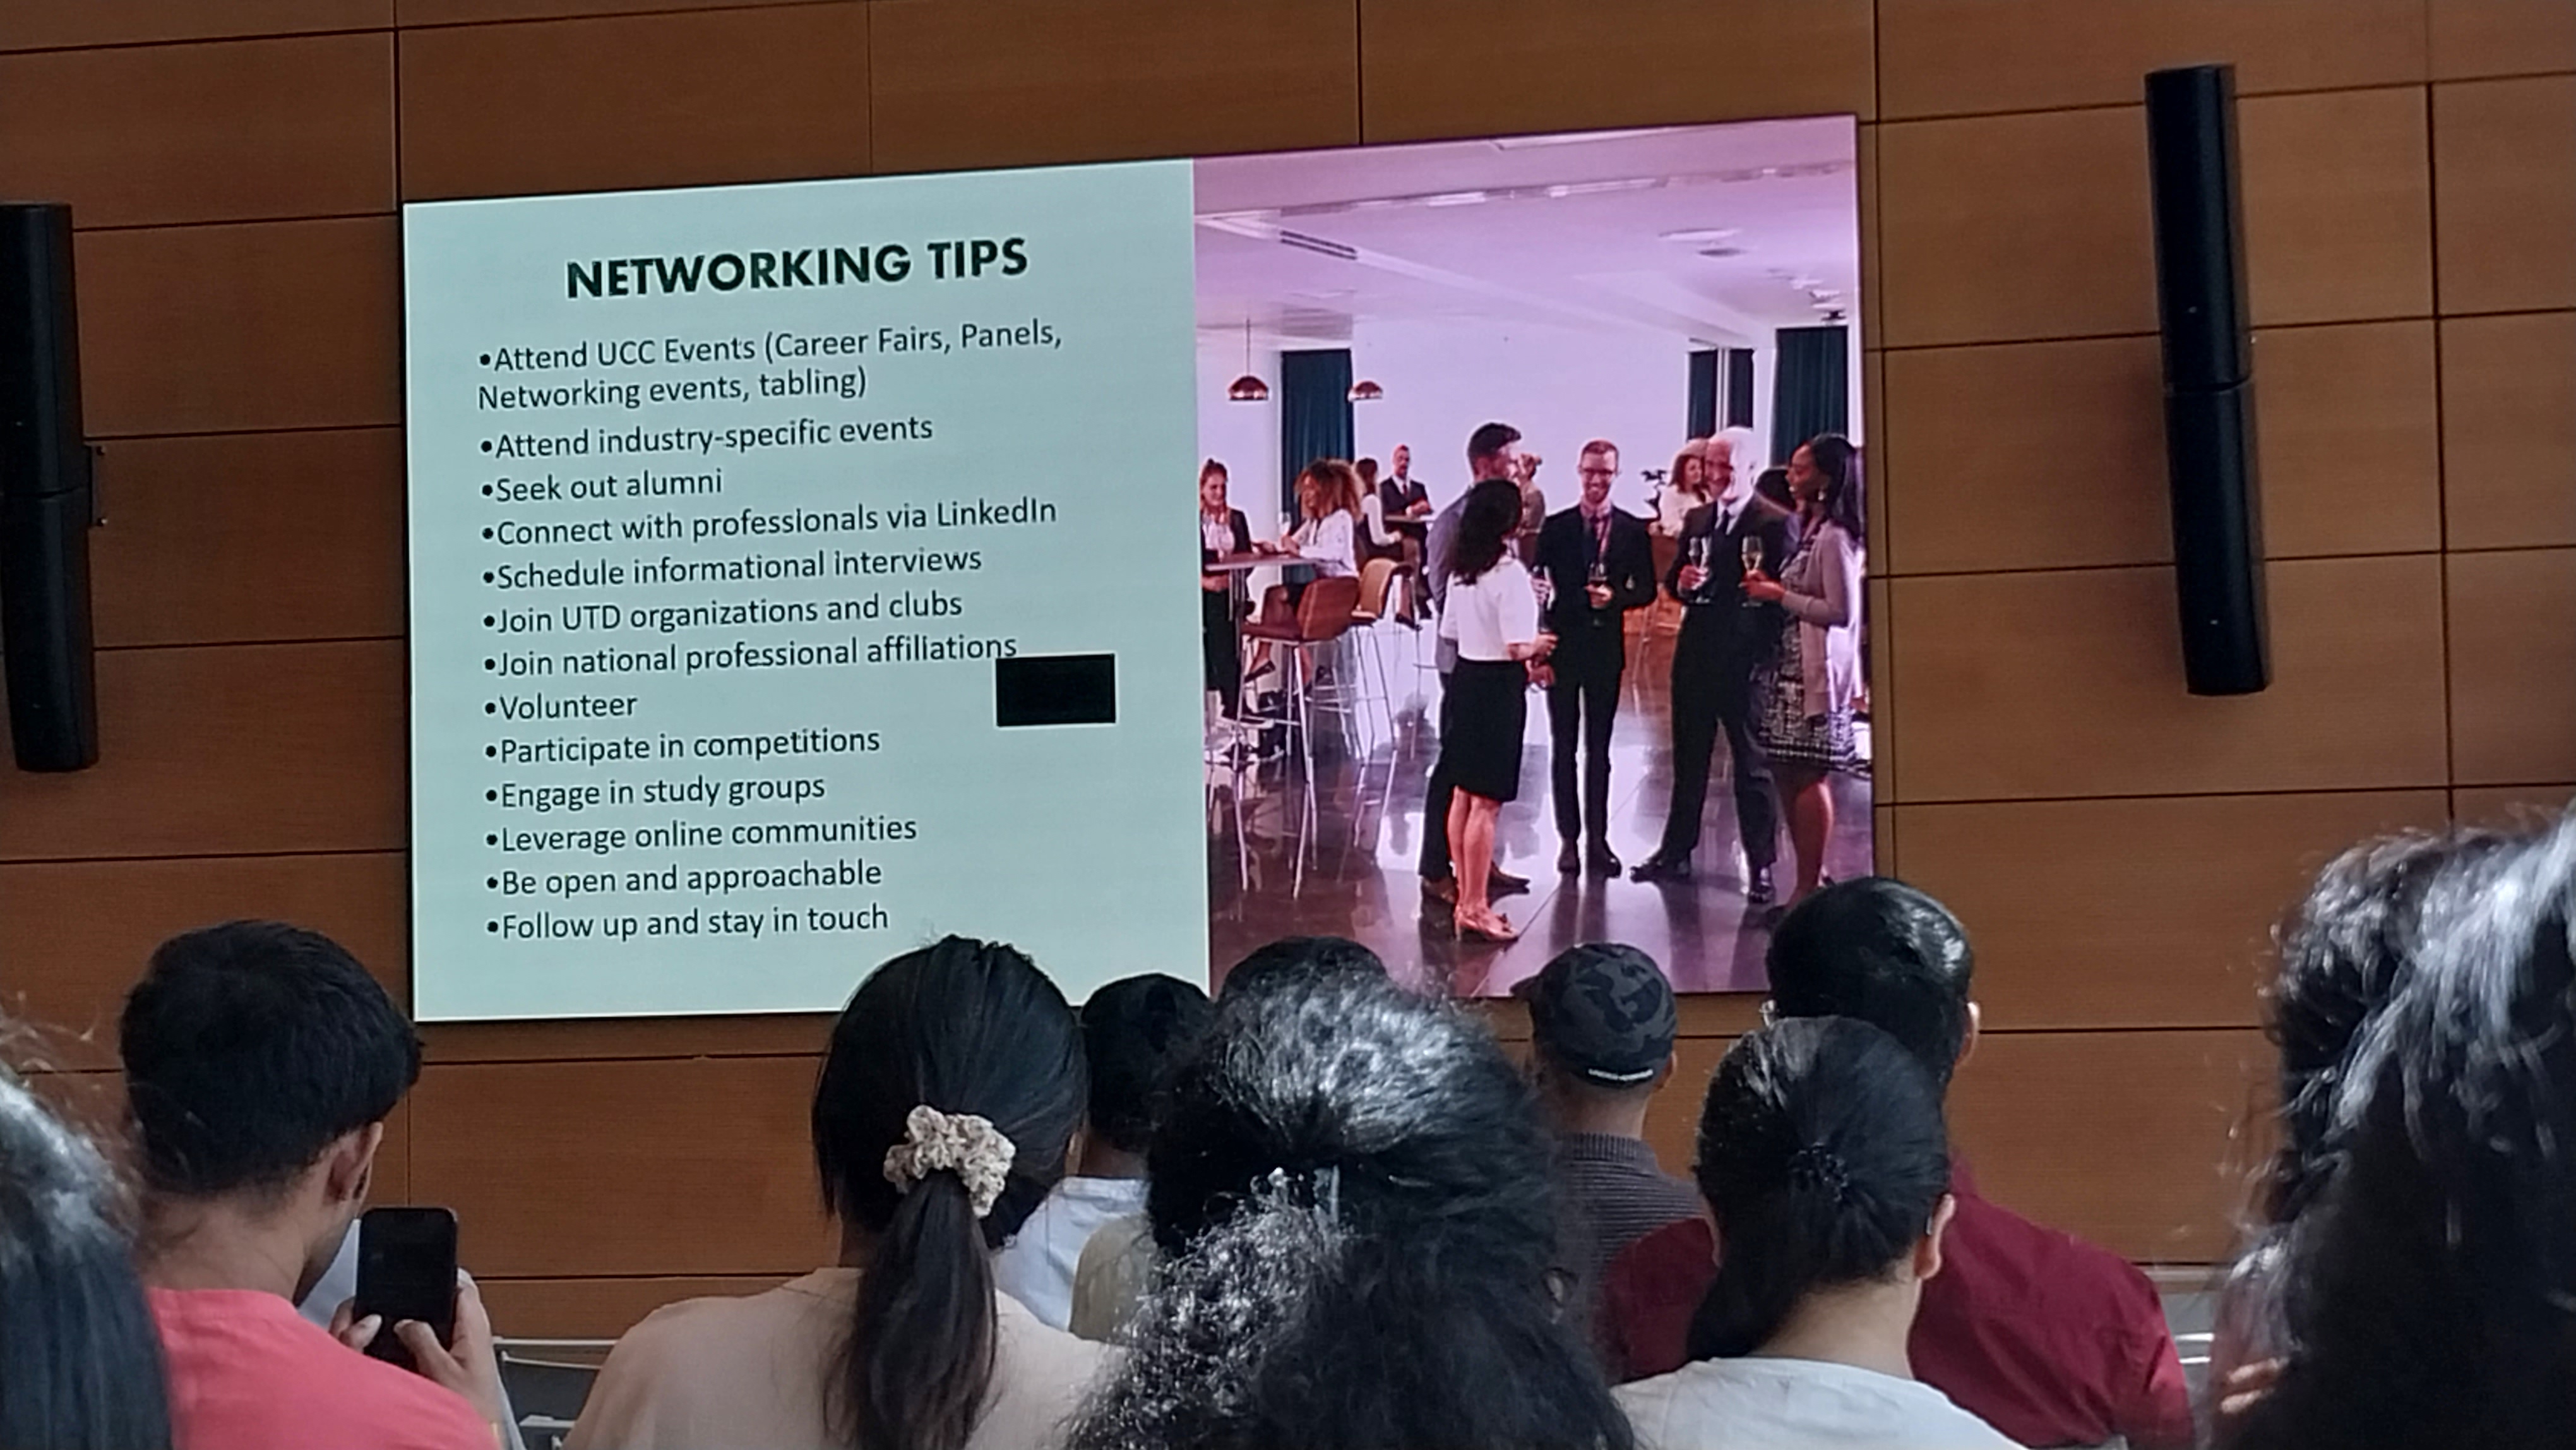 NETWORKING TIPS
•Attend UCC Events (Career Fairs, Panels,
Networking events, tabling)
•Attend industry-specific events
•Seek out alumni
•Connect with professionals via LinkedIn
•Schedule informational interviews
•Join UTD organizations and clubs
•Join national professional affiliations
•Volunteer
•Participate in competitions
•Engage in study groups
•Leverage online communities
•Be open and approachable
•Follow up and stay in touch